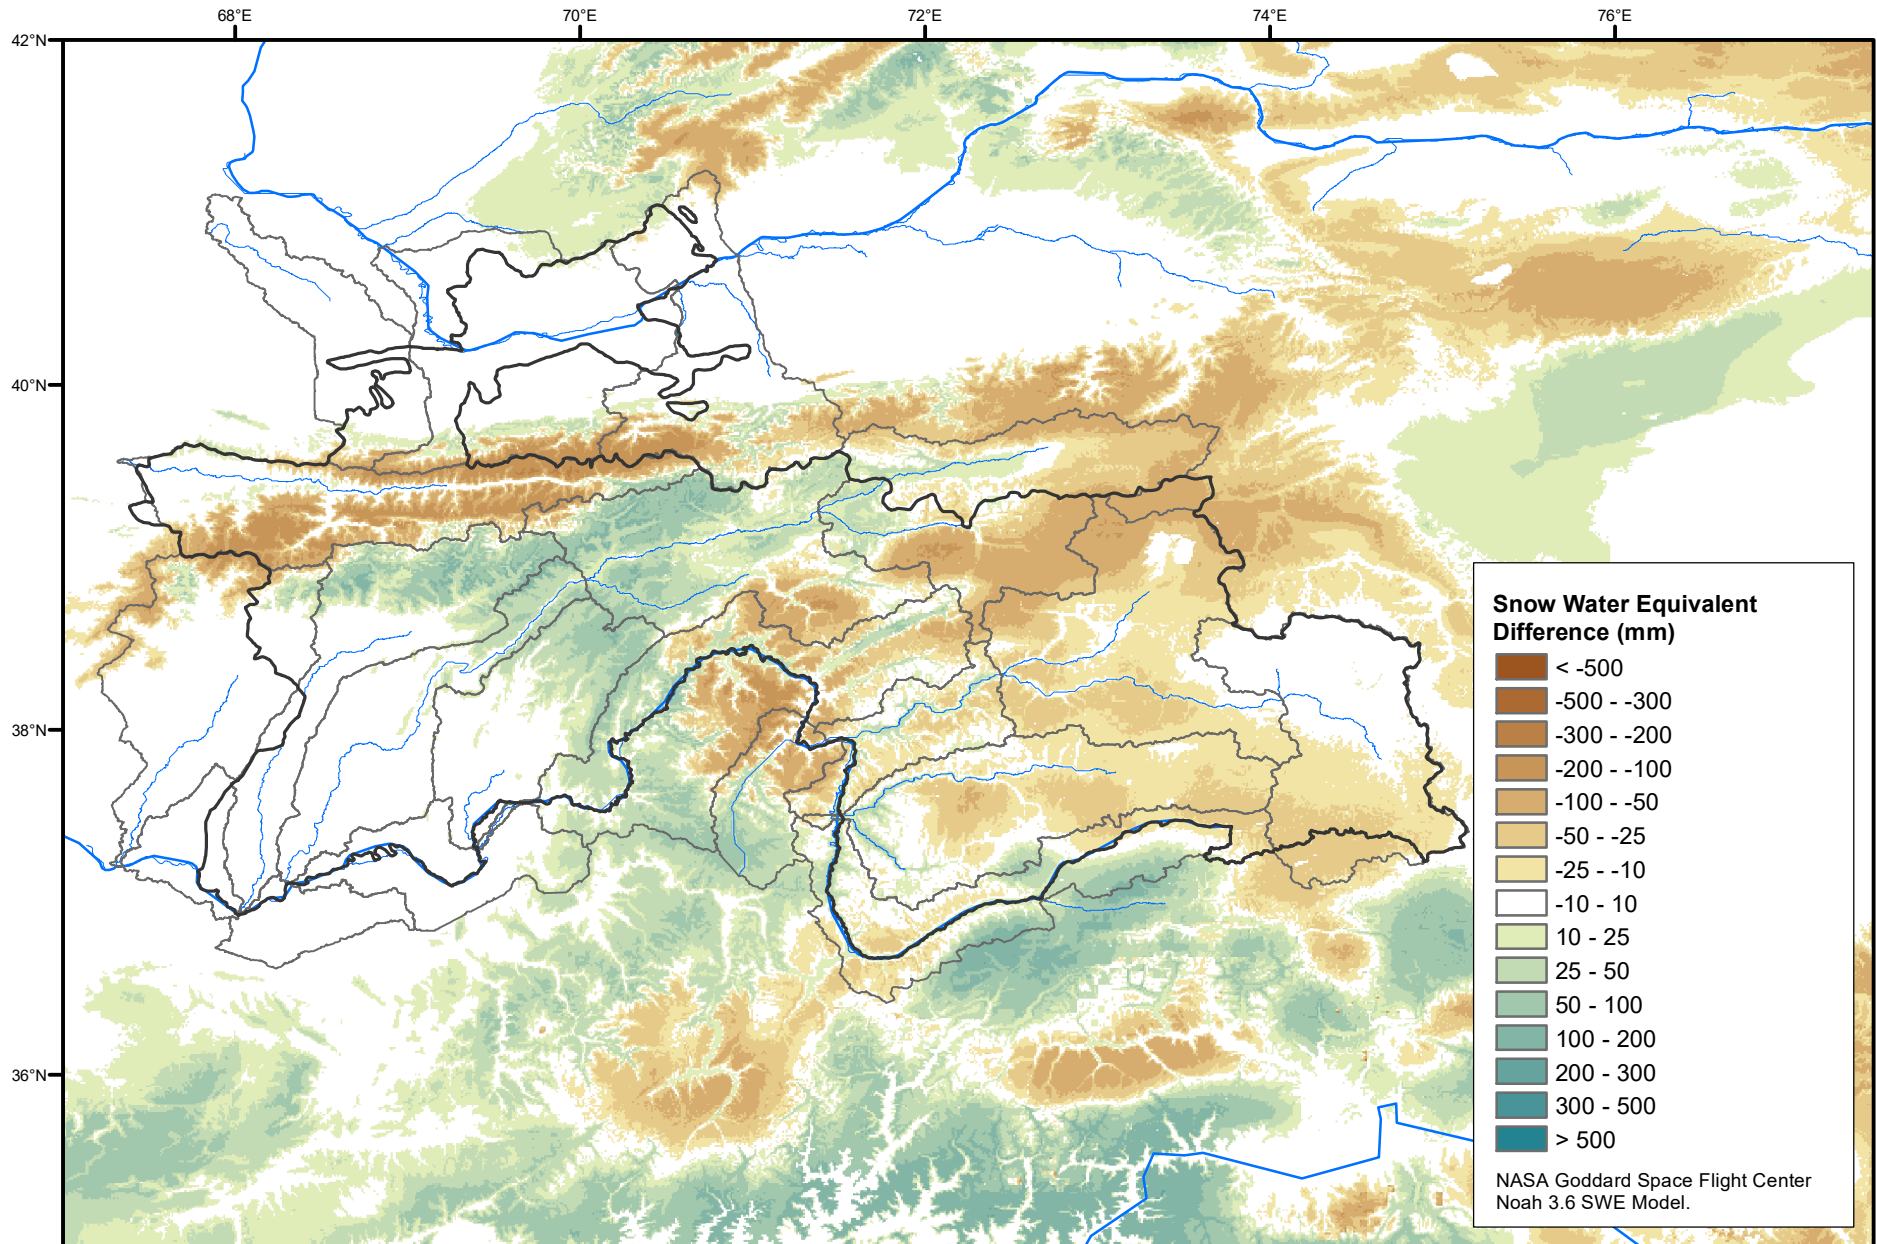 68°E
70°E
72°E
74°E
76°E
42°N
40°N
38°N
36°N
Snow Water Equivalent
Difference (mm)
< -500
-500 - -300
-300 - -200
-200 - -100
-100 - -50
-50 - -25
-25 - -10
-10 - 10
10 - 25
25 - 50
50 - 100
100 - 200
200 - 300
300 - 500
> 500
NASA Goddard Space Flight Center
Noah 3.6 SWE Model.